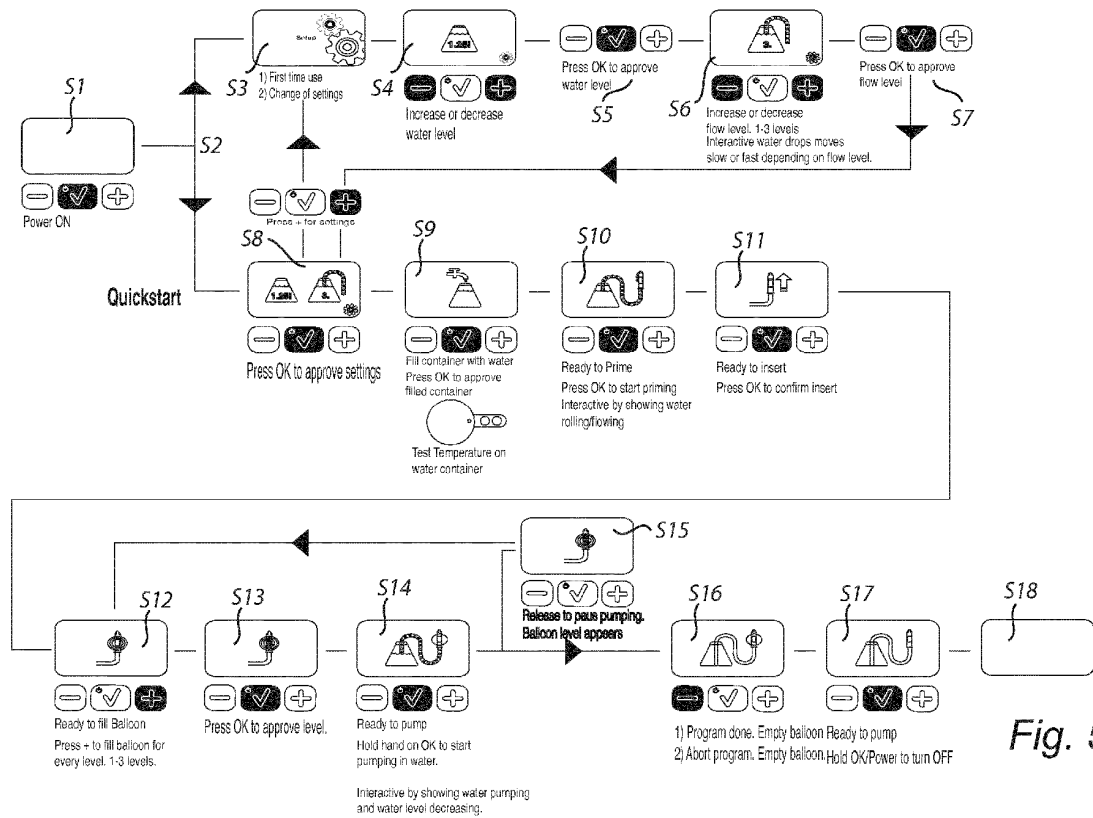 S1
Power ON
S2
Quickstart
S3
Setup
1) First time use
2) Change of settings
S4
1.25l
Increase or decrease
water level
Press OK to approve
water level
S5
S6
3.
Increase or decrease
flow level. 1-3 levels
Interactive water drops moves
slow or fast depending on flow level.
Press OK to approve
flow level
S7
Press + for settings
S8
1.25l
3.
Press OK to approve settings
S9
Fill container with water
Press OK to approve
filled container
Test Temperature on
water container
S10
Ready to Prime
Press OK to start priming
Interactive by showing water
rolling/flowing
S11
Ready to insert
Press OK to confirm insert
S12
Ready to fill Balloon
Press + to fill balloon for
every level. 1-3 levels.
S13
Press OK to approve level.
S14
Ready to pump
Hold hand on OK to start
pumping in water.
Interactive by showing water pumping
and water level decreasing.
S15
Release to paus pumping.
Balloon level appears
S16
1) Program done. Empty balloon
2) Abort program. Empty balloon.
S17
Ready to pump
Hold OK/Power to turn OFF
S18
Fig. 5